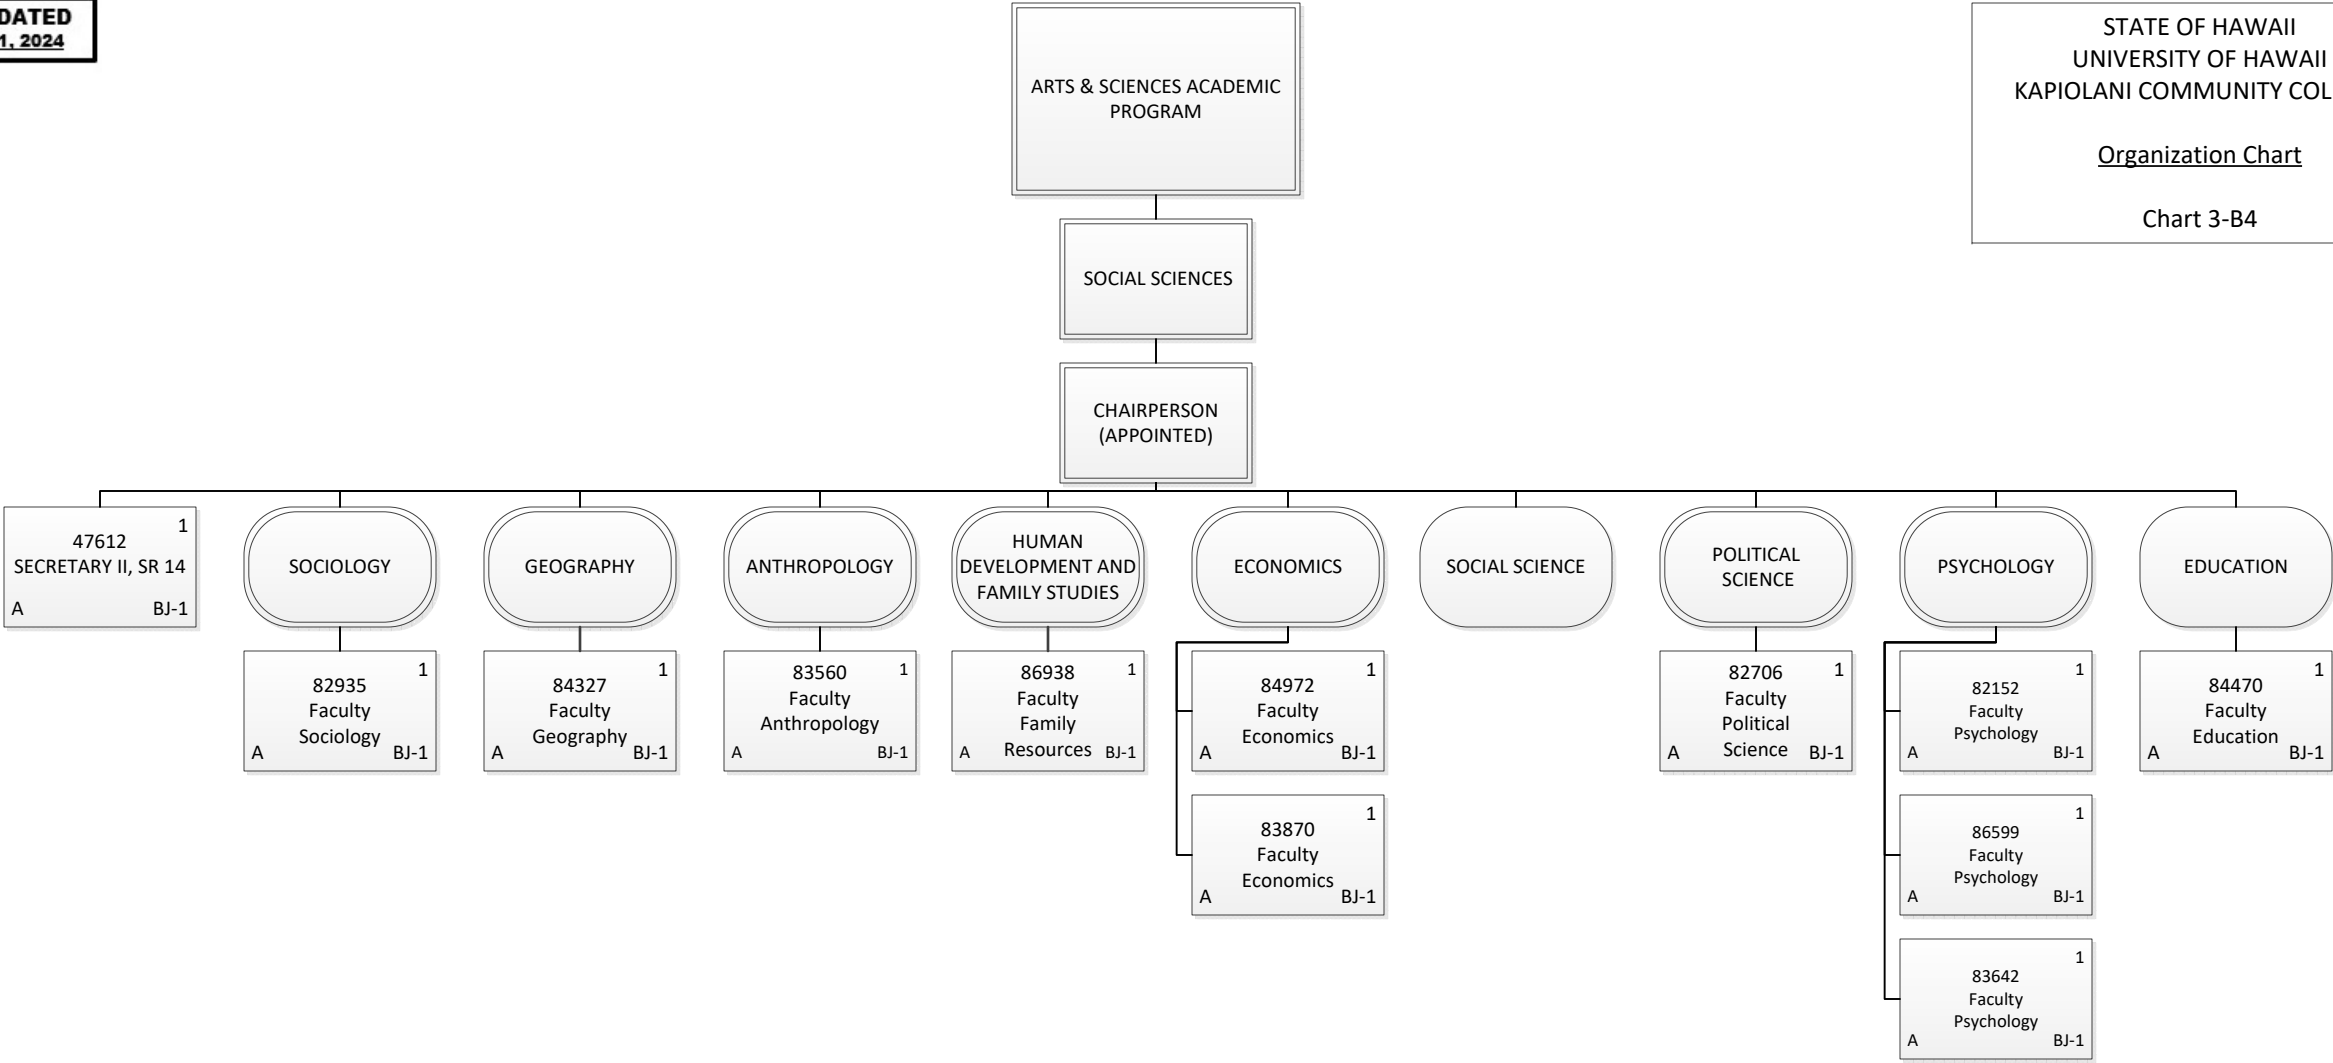 DATED
1, 2024
STATE OF HAWAII
UNIVERSITY OF HAWAII
KAPIOLANI COMMUNITY COL
Organization Chart
Chart 3-B4
ARTS & SCIENCES ACADEMIC
PROGRAM
SOCIAL SCIENCES
CHAIRPERSON
(APPOINTED)
1
47612
SECRETARY II, SR 14
A BJ-1
SOCIOLOGY
GEOGRAPHY
ANTHROPOLOGY
HUMAN
DEVELOPMENT AND
FAMILY STUDIES
ECONOMICS
SOCIAL SCIENCE
POLITICAL
SCIENCE
PSYCHOLOGY
EDUCATION
1
82935
Faculty
Sociology
A BJ-1
1
84327
Faculty
Geography
A BJ-1
1
83560
Faculty
Anthropology
A BJ-1
1
86938
Faculty
Family
Resources
A BJ-1
1
84972
Faculty
Economics
A BJ-1
1
83870
Faculty
Economics
A BJ-1
1
82706
Faculty
Political
Science
A BJ-1
1
82152
Faculty
Psychology
A BJ-1
1
86599
Faculty
Psychology
A BJ-1
1
83642
Faculty
Psychology
A BJ-1
1
84470
Faculty
Education
A BJ-1